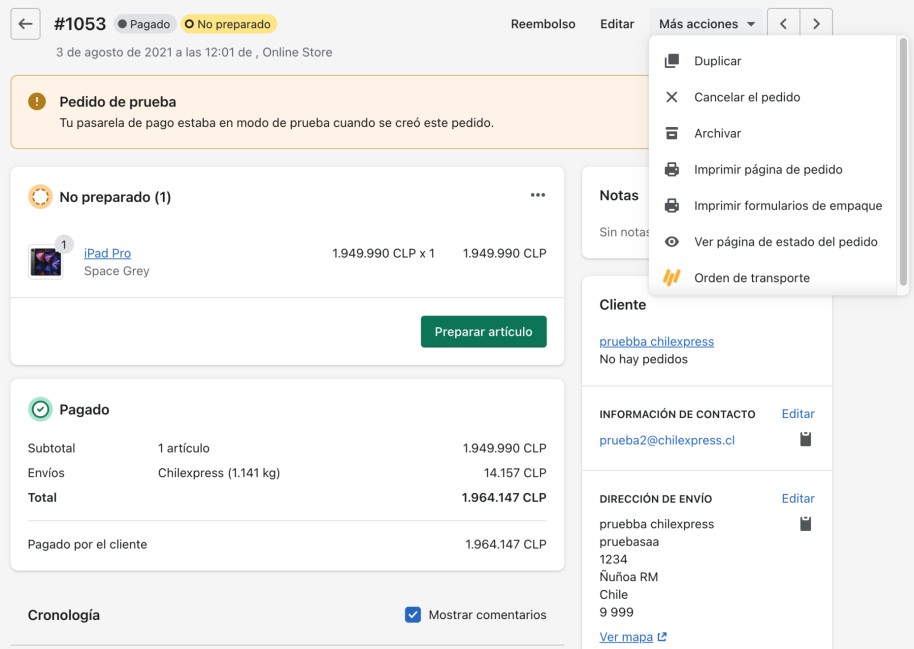 #1053 Pagado No preparado
Reembolso Editar Más acciones
3 de agosto de 2021 a las 12:01 de , Online Store
Duplicar
Cancelar el pedido
Archivar
Imprimir página de pedido
Imprimir formularios de empaque
Ver página de estado del pedido
Orden de transporte
Pedido de prueba
Tu pasarela de pago estaba en modo de prueba cuando se creó este pedido.
No preparado (1)
1
iPad Pro 1.949.990 CLP x 1 1.949.990 CLP
Space Grey
Preparar artículo
Pagado
Subtotal 1 artículo 1.949.990 CLP
Envíos Chilexpress (1.141 kg) 14.157 CLP
Total 1.964.147 CLP
Pagado por el cliente 1.964.147 CLP
Cronología Mostrar comentarios
Notas
Sin notas
Cliente
pruebba chilexpress
No hay pedidos
INFORMACIÓN DE CONTACTO Editar
prueba2@chilexpress.cl
DIRECCIÓN DE ENVÍO Editar
pruebba chilexpress
pruebasaa
1234
Ñuñoa RM
Chile
9 999
Ver mapa